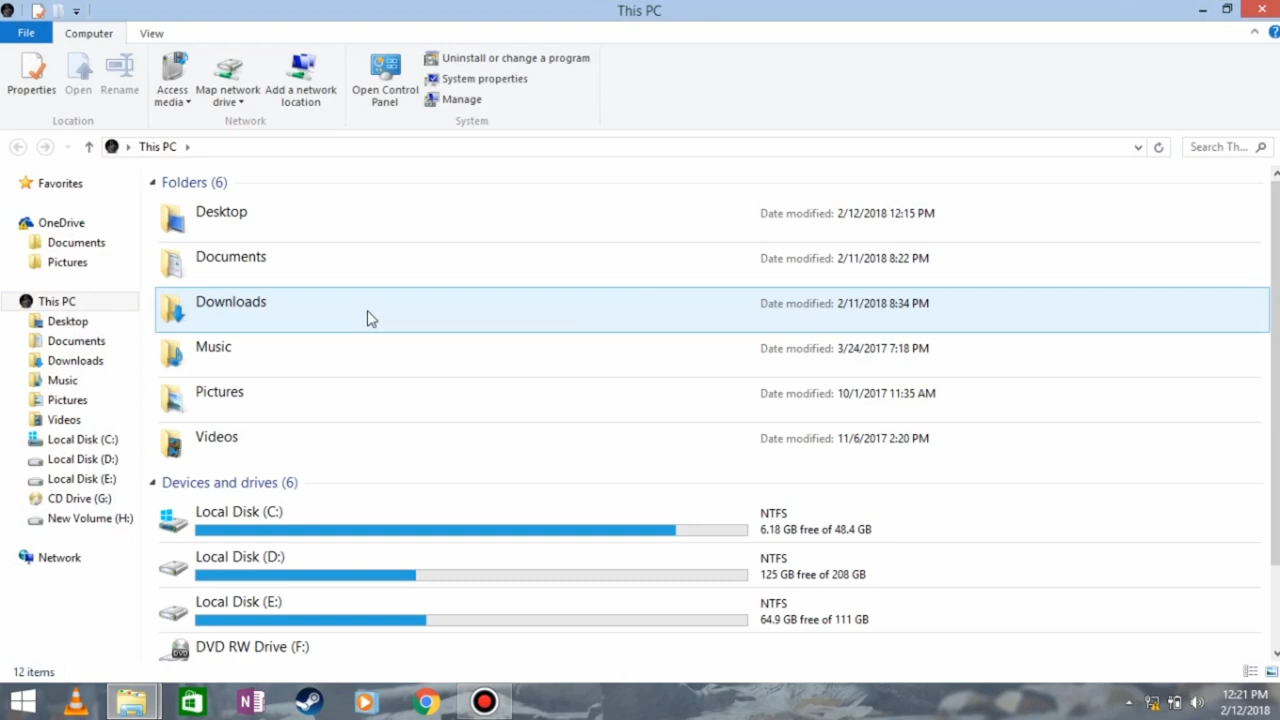 This PC
File
Computer
View
Properties
Open
Rename
Access
media
Map network
drive
Add a network
location
Open Control
Panel
Uninstall or change a program
System properties
Manage
Location
Network
System
This PC
Search Th...
Favorites
OneDrive
Documents
Pictures
This PC
Desktop
Documents
Downloads
Music
Pictures
Videos
Local Disk (C:)
Local Disk (D:)
Local Disk (E:)
CD Drive (G:)
New Volume (H:)
Network
Folders (6)
Desktop
Date modified: 2/12/2018 12:15 PM
Documents
Date modified: 2/11/2018 8:22 PM
Downloads
Date modified: 2/11/2018 8:34 PM
Music
Date modified: 3/24/2017 7:18 PM
Pictures
Date modified: 10/1/2017 11:35 AM
Videos
Date modified: 11/6/2017 2:20 PM
Devices and drives (6)
Local Disk (C:)
NTFS
6.18 GB free of 48.4 GB
Local Disk (D:)
NTFS
125 GB free of 208 GB
Local Disk (E:)
NTFS
64.9 GB free of 111 GB
DVD RW Drive (F:)
12 items
12:21 PM
2/12/2018